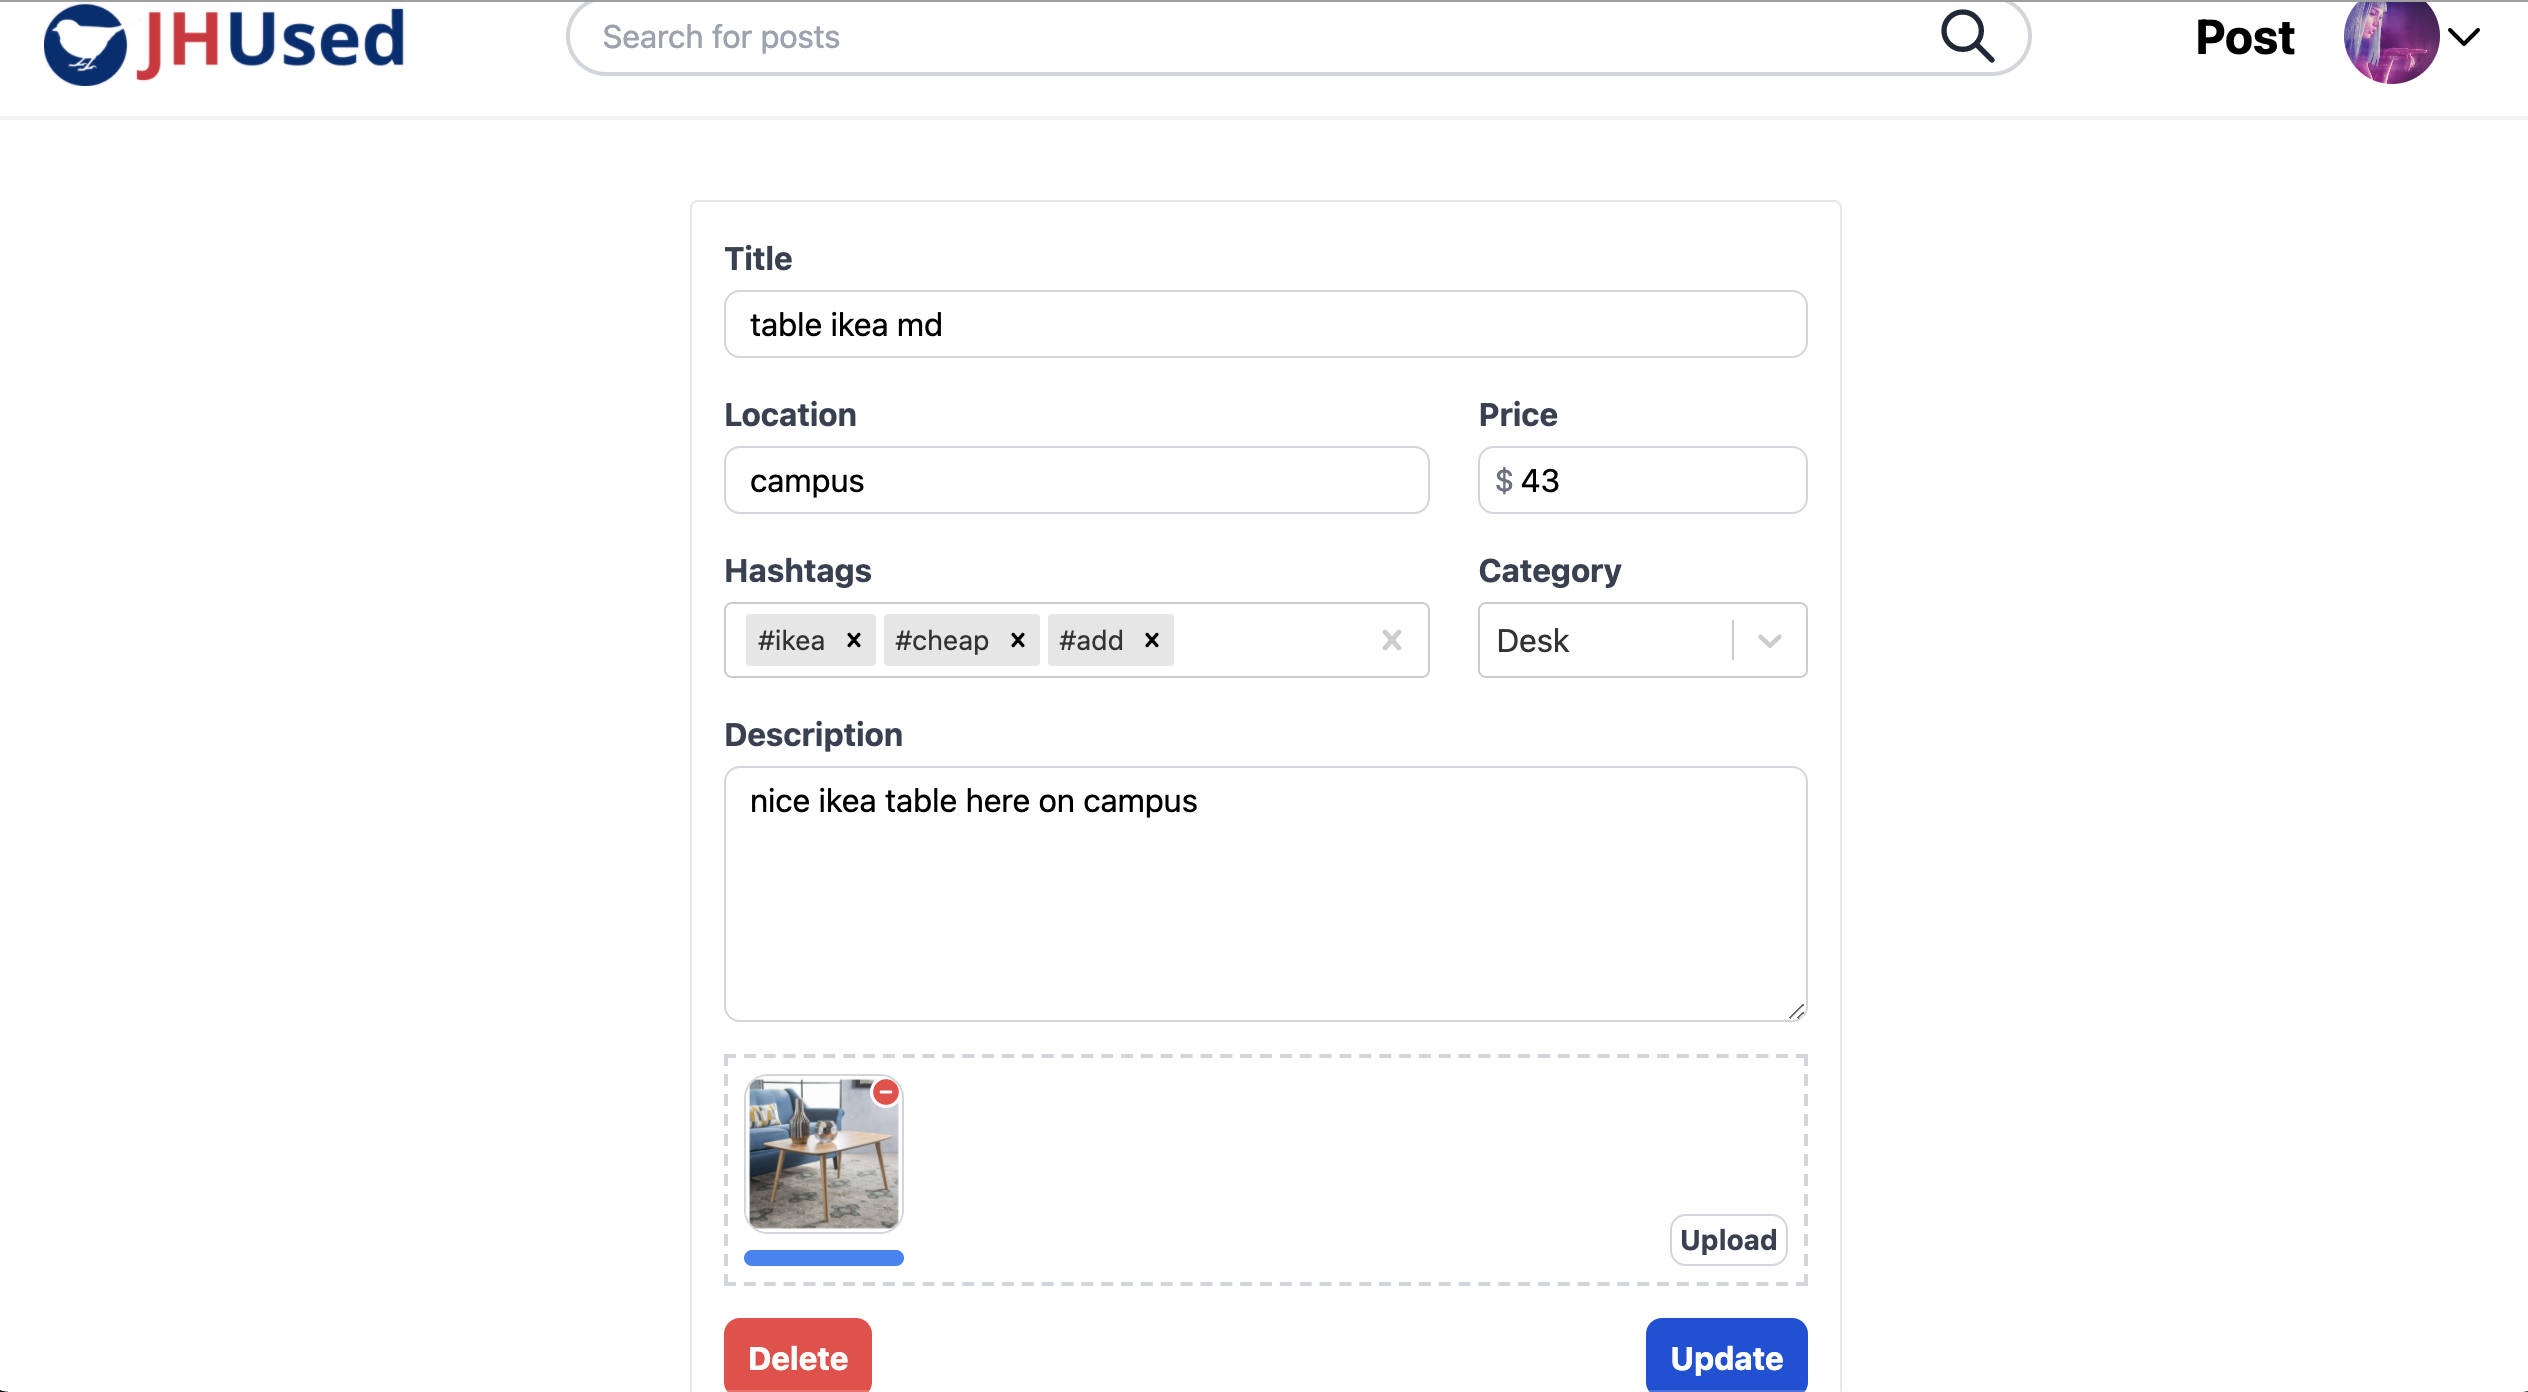 JHUsed
Search for posts
Post
Title
table ikea md
Location
Price
campus
$ 43
Hashtags
Category
#ikea #cheap #add
Desk
Description
nice ikea table here on campus
Upload
Delete
Update